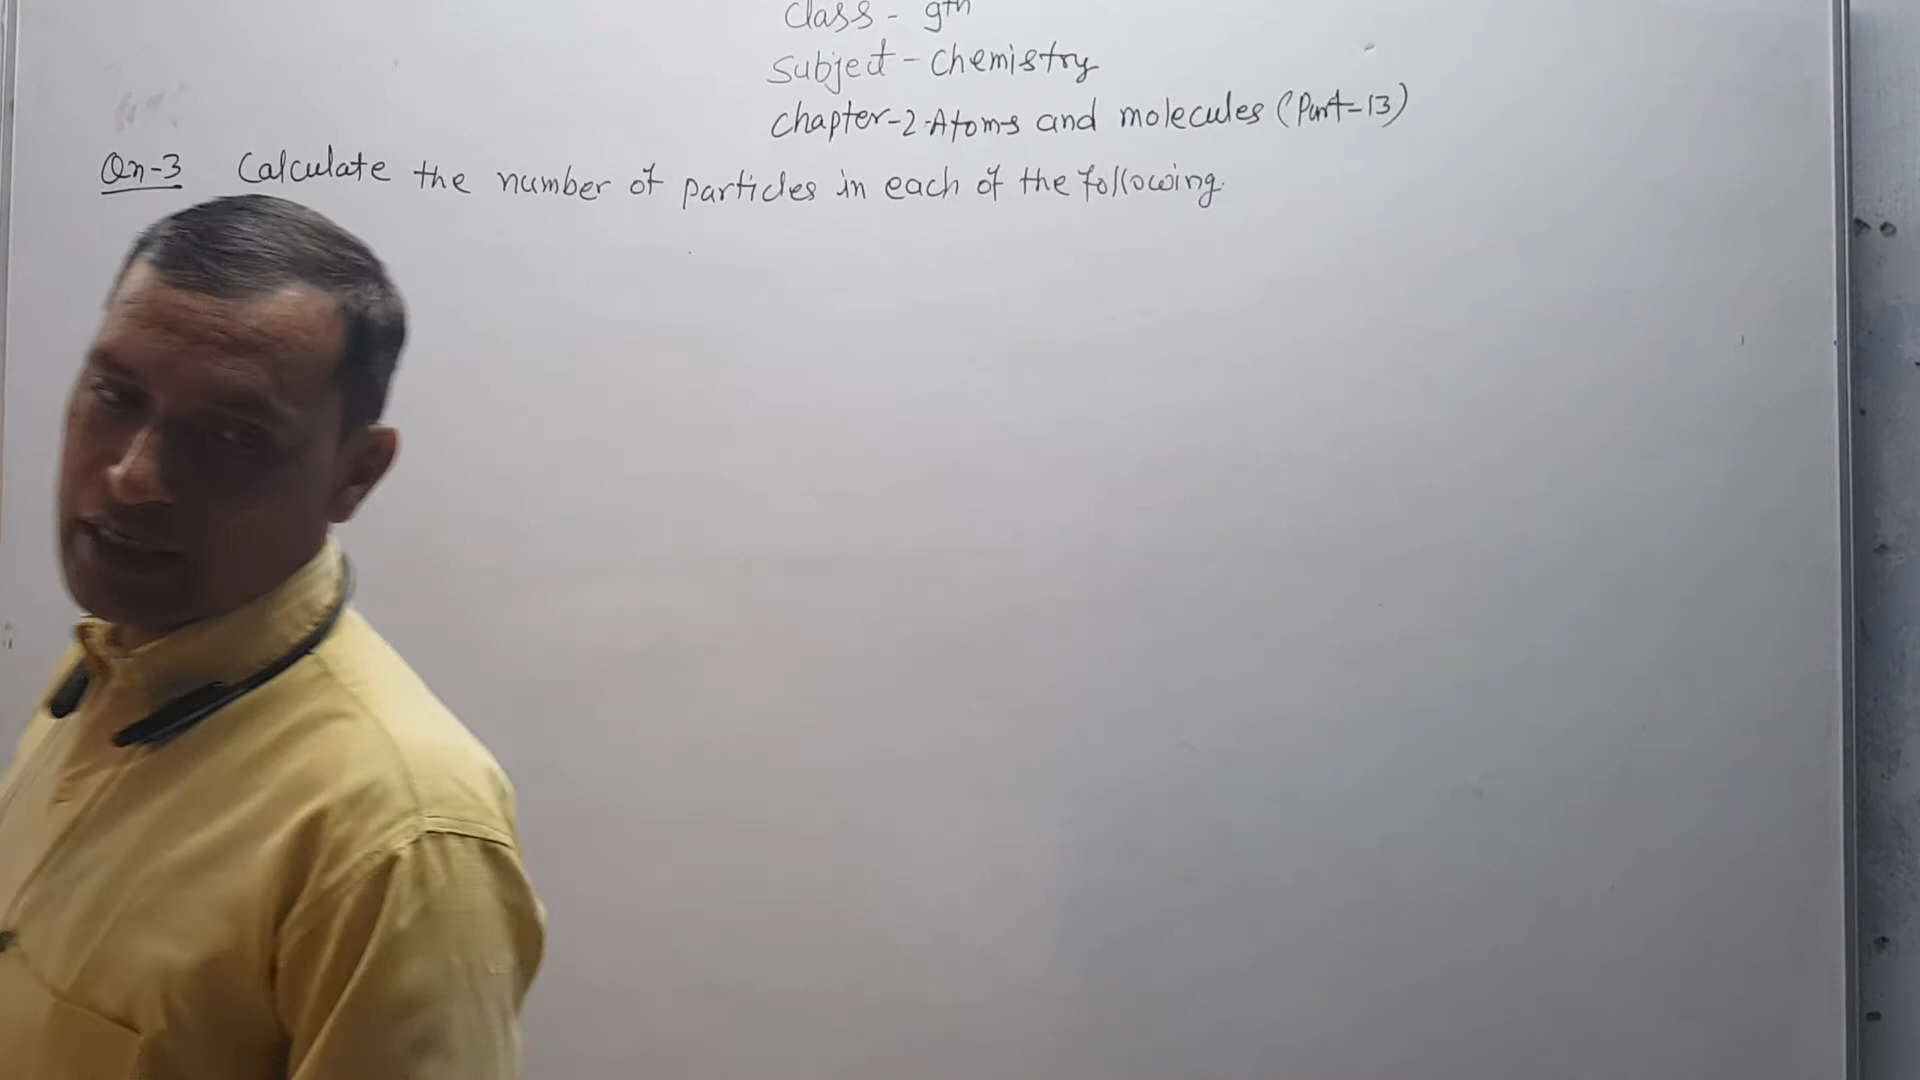 Class - 9th
Subject - Chemistry
Chapter-2-Atoms and molecules (Part-13)
Qn-3 Calculate the number of particles in each of the following.